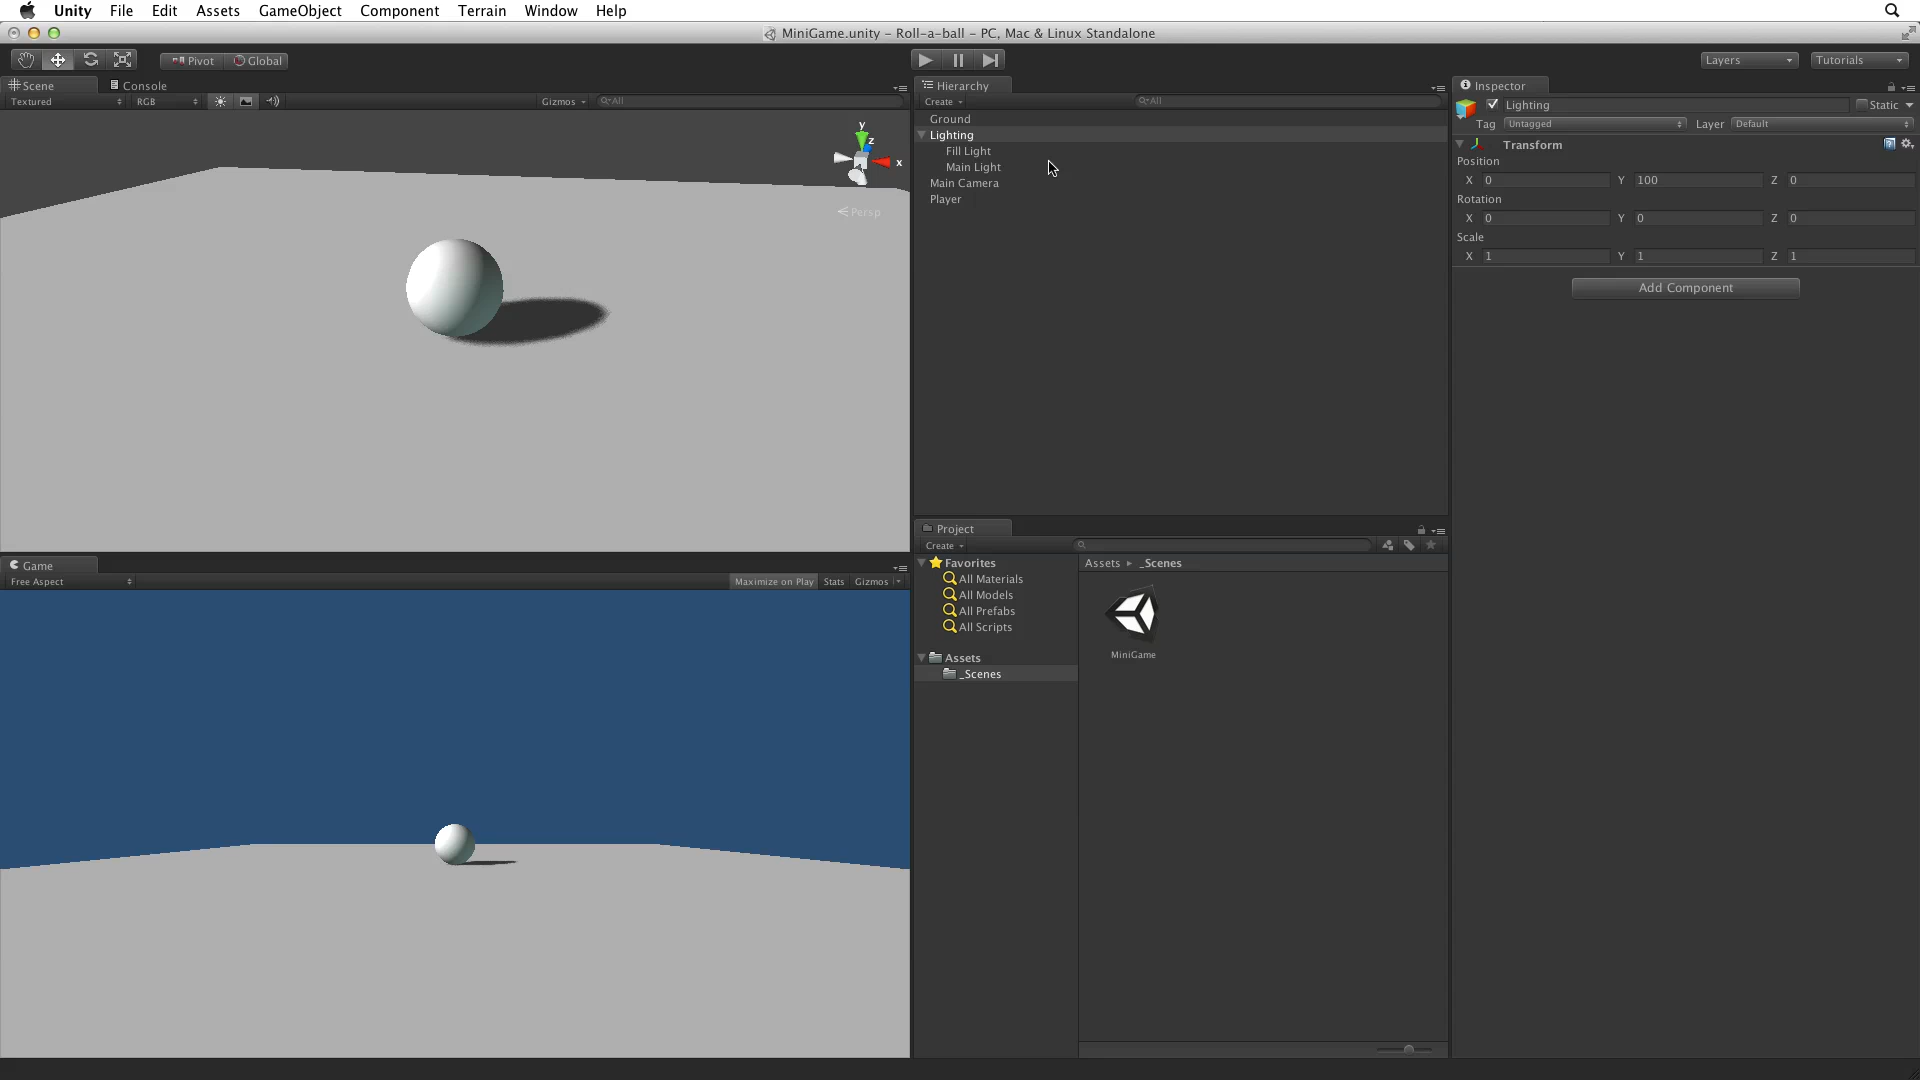 Unity File Edit Assets GameObject Component Terrain Window Help
MiniGame.unity – Roll-a-ball – PC, Mac & Linux Standalone
Pivot Global
Layers
Tutorials
Scene Console
Textured RGB Gizmos All
y
z
x
Persp
Game
Free Aspect Maximize on Play Stats Gizmos
Hierarchy
Create All
Ground
Lighting
Fill Light
Main Light
Main Camera
Player
Project
Create
Favorites
All Materials
All Models
All Prefabs
All Scripts
Assets
_Scenes
Assets ▸ _Scenes
MiniGame
Inspector
Lighting Static
Tag Untagged Layer Default
Transform
Position
X 0 Y 100 Z 0
Rotation
X 0 Y 0 Z 0
Scale
X 1 Y 1 Z 1
Add Component